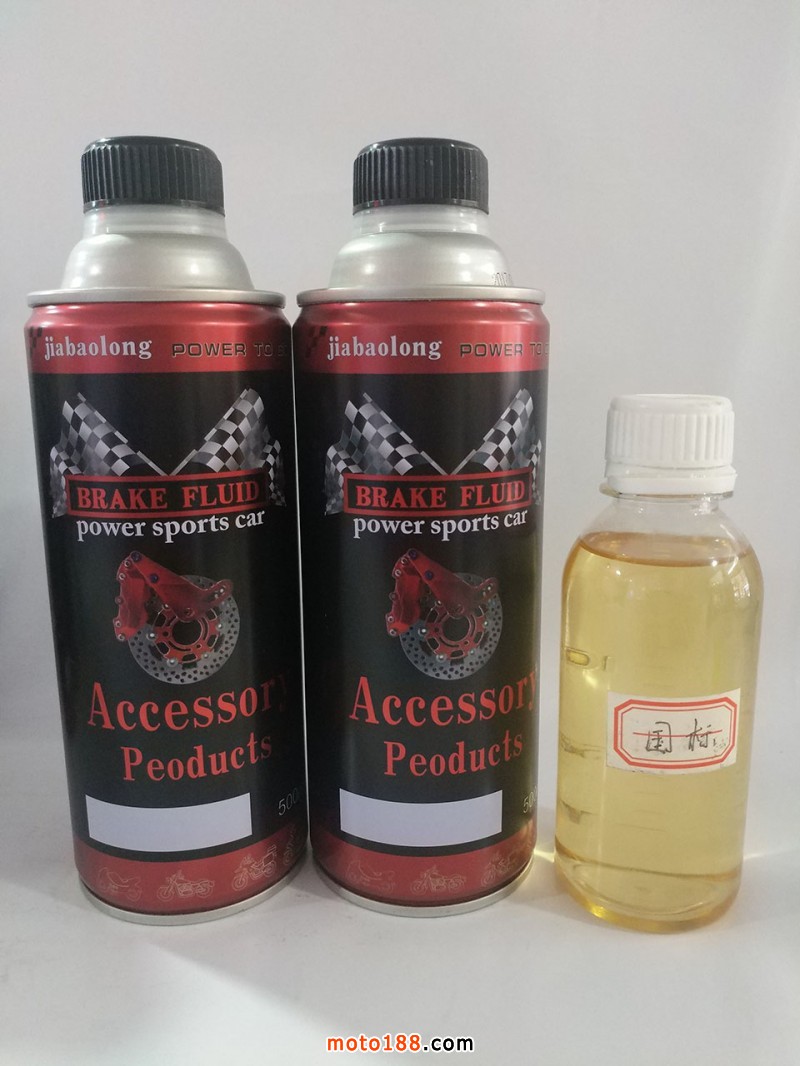 jiabaolong POWER TO
BRAKE FLUID
power sports car
Accessory
Peoducts
500
jiabaolong POWER TO
BRAKE FLUID
power sports car
Accessory
Peoducts
国标
moto188.com